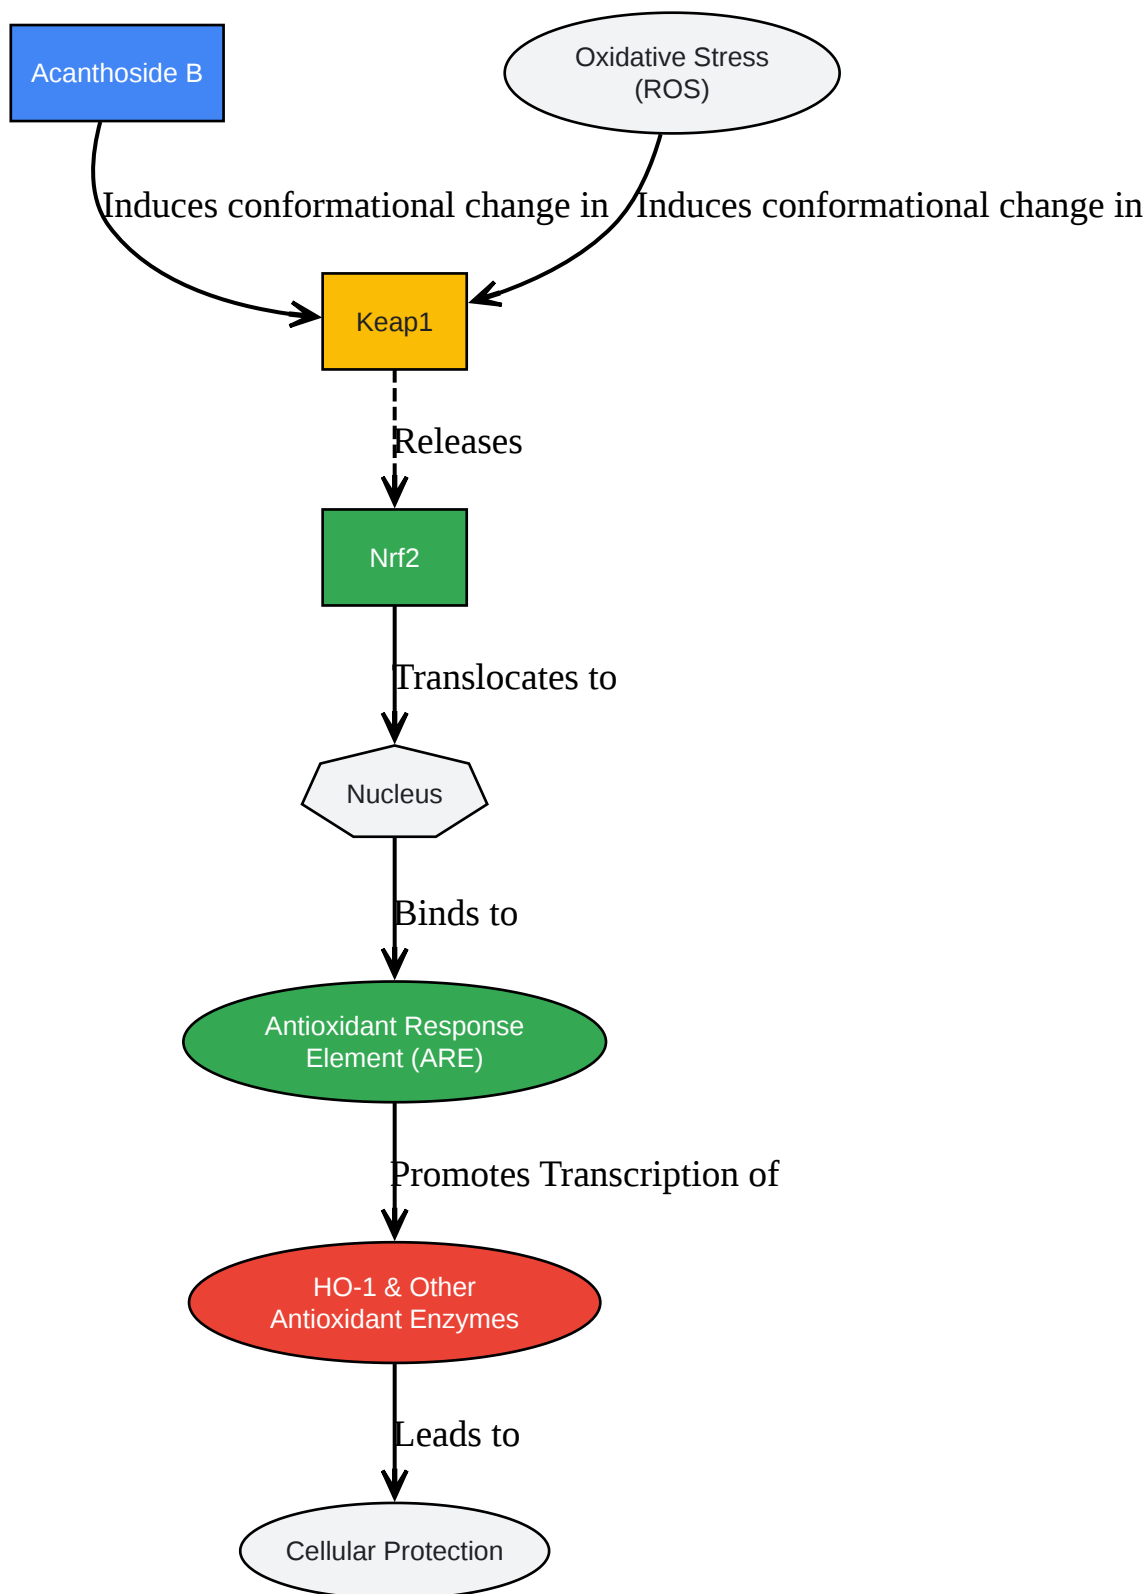 Acanthoside B
Oxidative Stress
(ROS)
Induces conformational change in
Induces conformational change in
Keap1
Releases
Nrf2
Translocates to
Nucleus
Binds to
Antioxidant Response
Element (ARE)
Promotes Transcription of
HO-1 & Other
Antioxidant Enzymes
Leads to
Cellular Protection